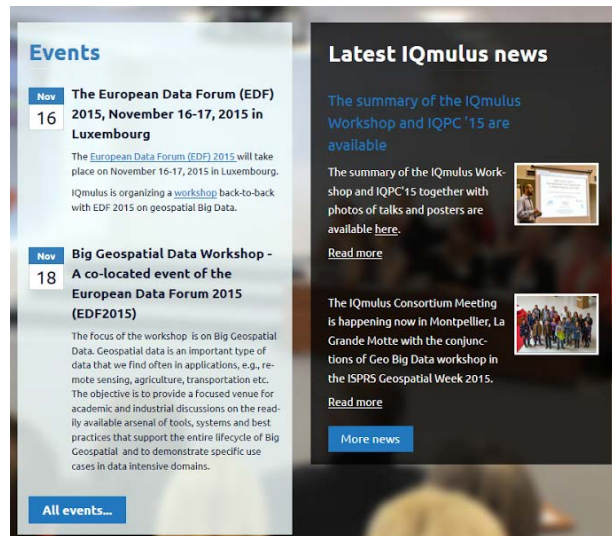 Events
Nov
16
The European Data Forum (EDF)
2015, November 16-17, 2015 in
Luxembourg
The European Data Forum (EDF) 2015 will take
place on November 16-17, 2015 in Luxembourg.
IQmulus is organizing a workshop back-to-back
with EDF 2015 on geospatial Big Data.
Nov
18
Big Geospatial Data Workshop -
A co-located event of the
European Data Forum 2015
(EDF2015)
The focus of the workshop is on Big Geospatial
Data. Geospatial data is an important type of
data that we find often in applications, e.g., re-
mote sensing, agriculture, transportation etc.
The objective is to provide a focused venue for
academic and industrial discussions on the read-
ily available arsenal of tools, systems and best
practices that support the entire lifecycle of Big
Geospatial and to demonstrate specific use
cases in data intensive domains.
All events...
Latest IQmulus news
The summary of the IQmulus
Workshop and IQPC '15 are
available
The summary of the IQmulus Work-
shop and IQPC'15 together with
photos of talks and posters are
available here.
Read more
The IQmulus Consortium Meeting
is happening now in Montpellier, La
Grande Motte with the conjunc-
tions of Geo Big Data workshop in
the ISPRS Geospatial Week 2015.
Read more
More news